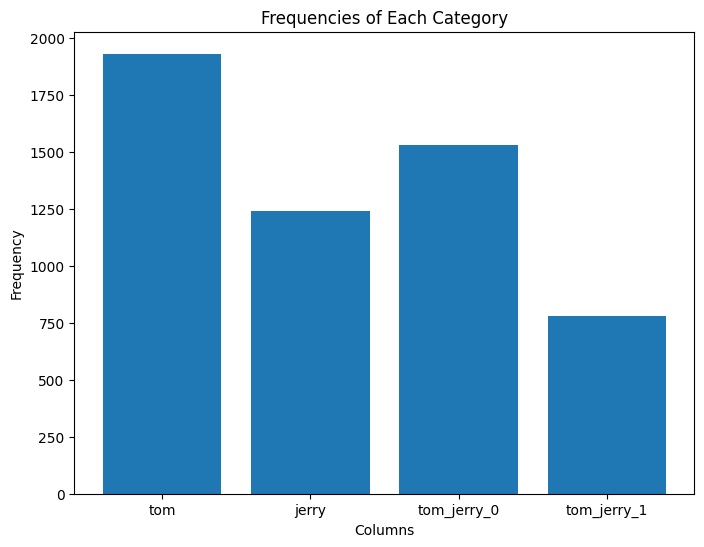 Frequencies of Each Category
2000
1750
1500
1250
1000
750
500
250
0
Frequency
tom
jerry
tom_jerry_0
tom_jerry_1
Columns